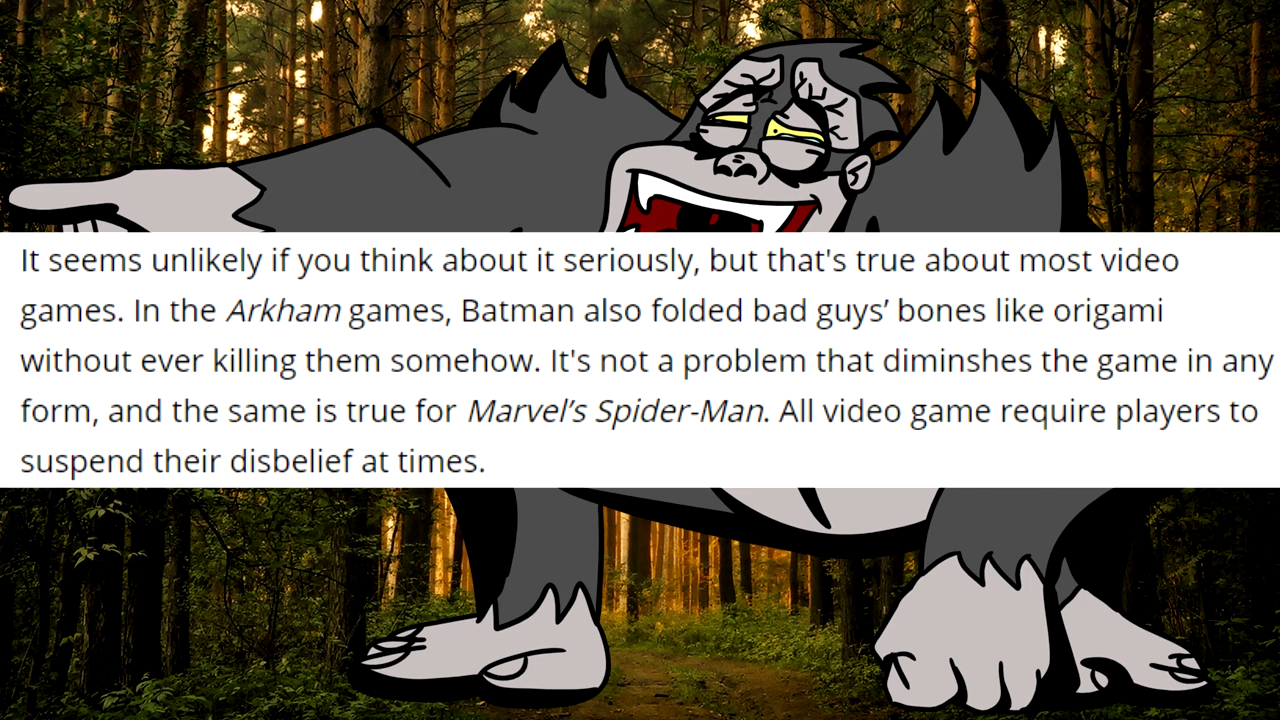 It seems unlikely if you think about it seriously, but that's true about most video
games. In the Arkham games, Batman also folded bad guys’ bones like origami
without ever killing them somehow. It's not a problem that diminshes the game in any
form, and the same is true for Marvel’s Spider-Man. All video game require players to
suspend their disbelief at times.